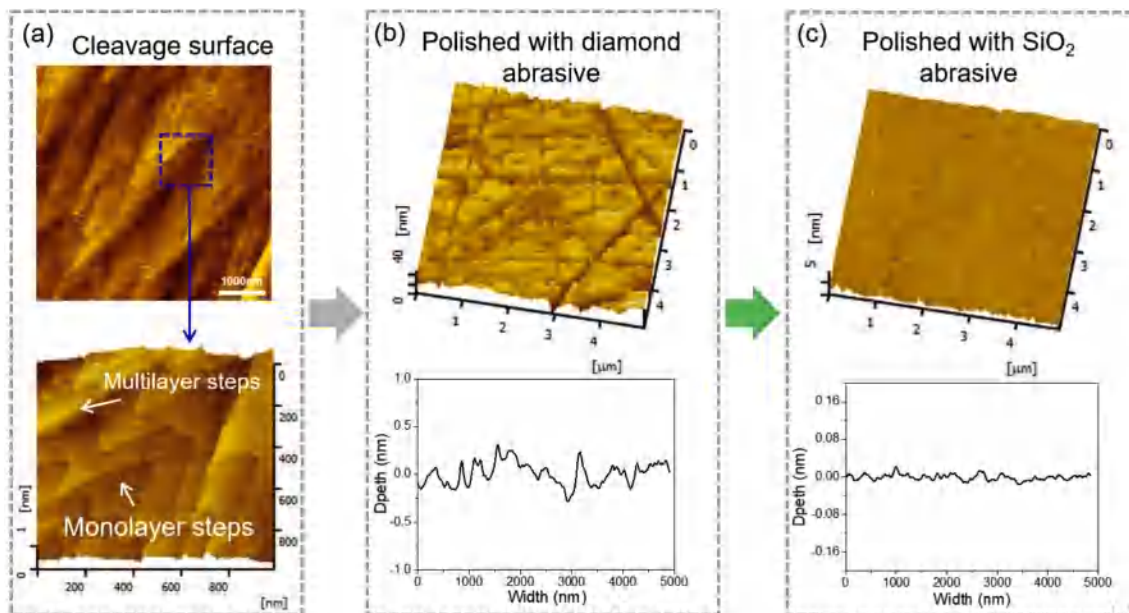 (a)
Cleavage surface
1000nm
Multilayer steps
Monolayer steps
0
200
400
600
800
[nm]
1
0
200
400
600
800
[nm]
(b)
Polished with diamond
abrasive
[nm]
40
0
0
1
2
3
4
1
2
3
4
[μm]
1.0
0.5
0.0
-0.5
-1.0
Dpeth (nm)
0
1000
2000
3000
4000
5000
Width (nm)
(c)
Polished with SiO₂
abrasive
[nm]
5
0
1
2
3
4
1
2
3
4
[μm]
0.16
0.08
0.00
-0.08
-0.16
Dpeth (nm)
0
1000
2000
3000
4000
5000
Width (nm)